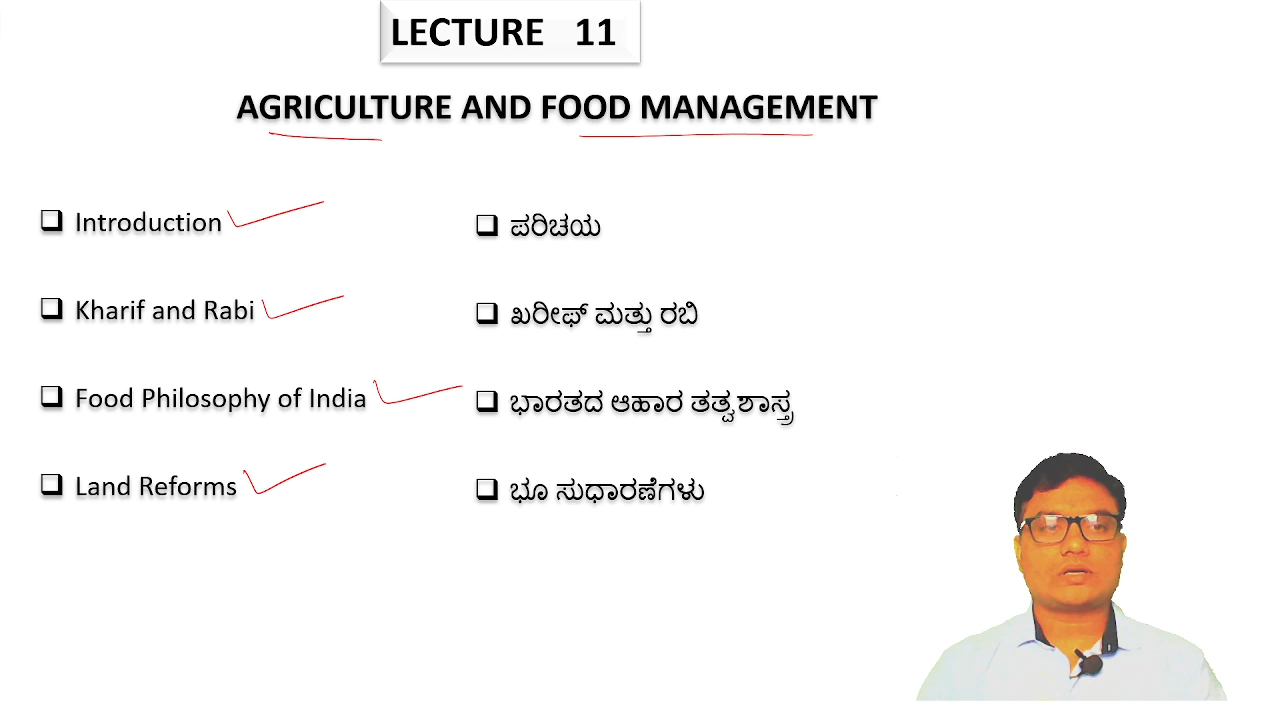 LECTURE 11
AGRICULTURE AND FOOD MANAGEMENT
Introduction
Kharif and Rabi
Food Philosophy of India
Land Reforms
ಪರಿಚಯ
ಖರೀಫ್ ಮತ್ತು ರಬಿ
ಭಾರತದ ಆಹಾರ ತತ್ವಶಾಸ್ತ್ರ
ಭೂ ಸುಧಾರಣೆಗಳು